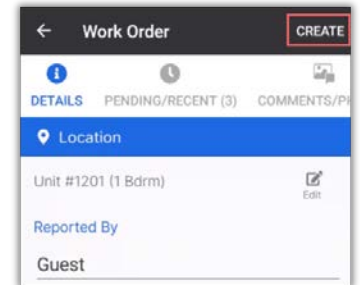 ← Work Order CREATE
DETAILS PENDING/RECENT (3) COMMENTS/P
Location
Unit #1201 (1 Bdrm)
Edit
Reported By
Guest